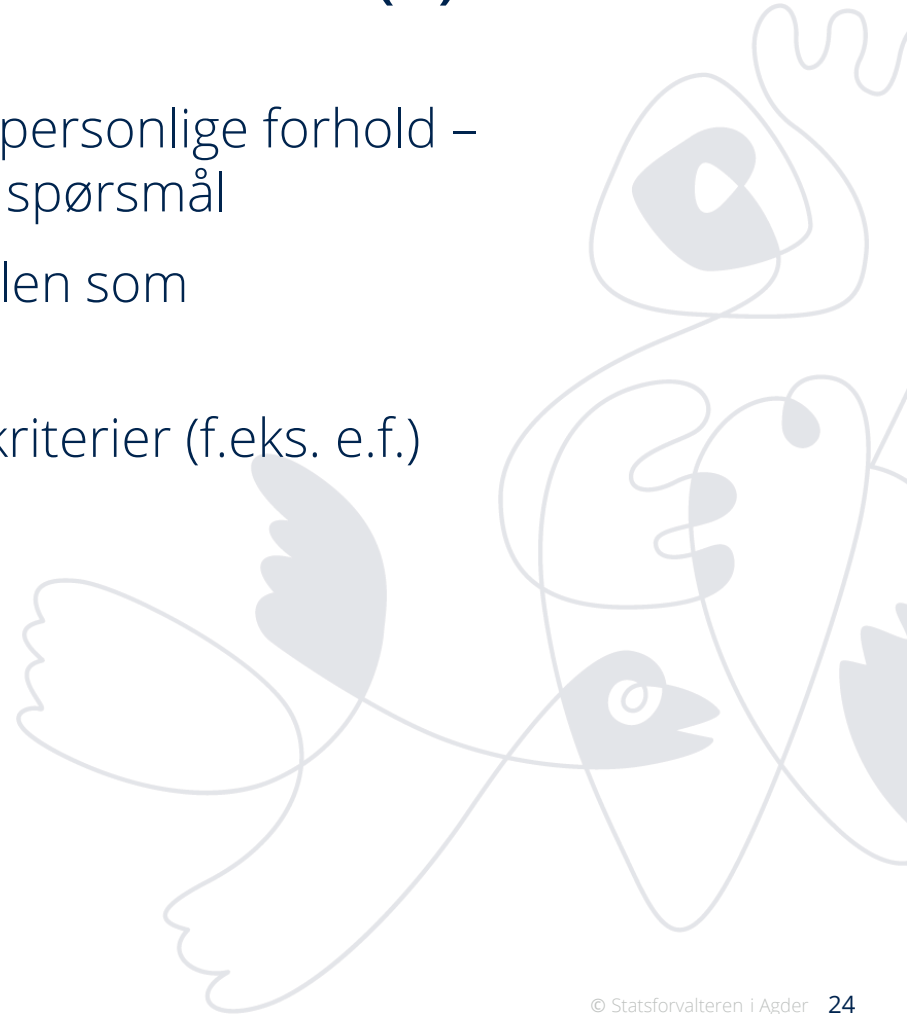 personlige forhold –
spørsmål
len som
kriterier (f.eks. e.f.)
© Statsforvalteren i Agder 24